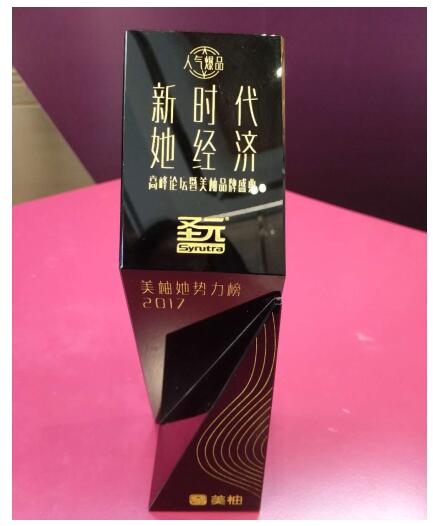 人气爆品
新时代
她经济
高峰论坛暨美柚品牌盛典
圣元®
Synutra
美柚她势力榜
2017
美柚